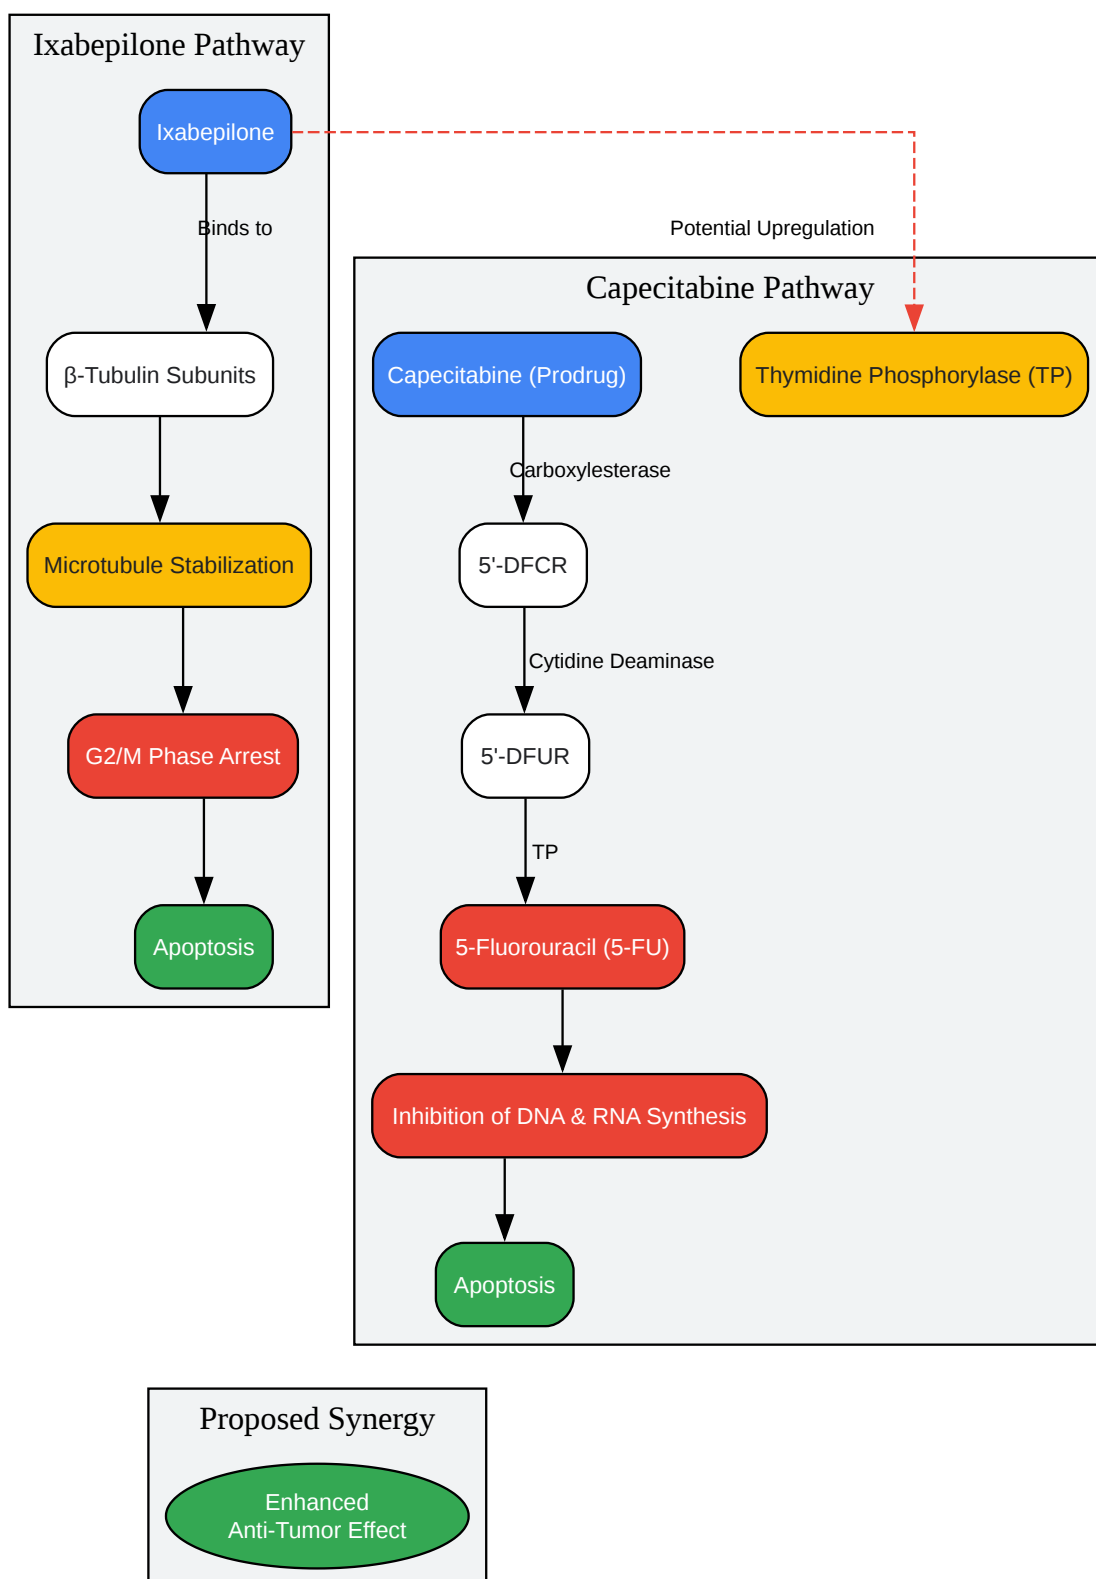 Ixabepilone Pathway
Ixabepilone
Binds to
β-Tubulin Subunits
Microtubule Stabilization
G2/M Phase Arrest
Apoptosis
Potential Upregulation
Capecitabine Pathway
Capecitabine (Prodrug)
Thymidine Phosphorylase (TP)
Carboxylesterase
5'-DFCR
Cytidine Deaminase
5'-DFUR
TP
5-Fluorouracil (5-FU)
Inhibition of DNA & RNA Synthesis
Apoptosis
Proposed Synergy
Enhanced
Anti-Tumor Effect